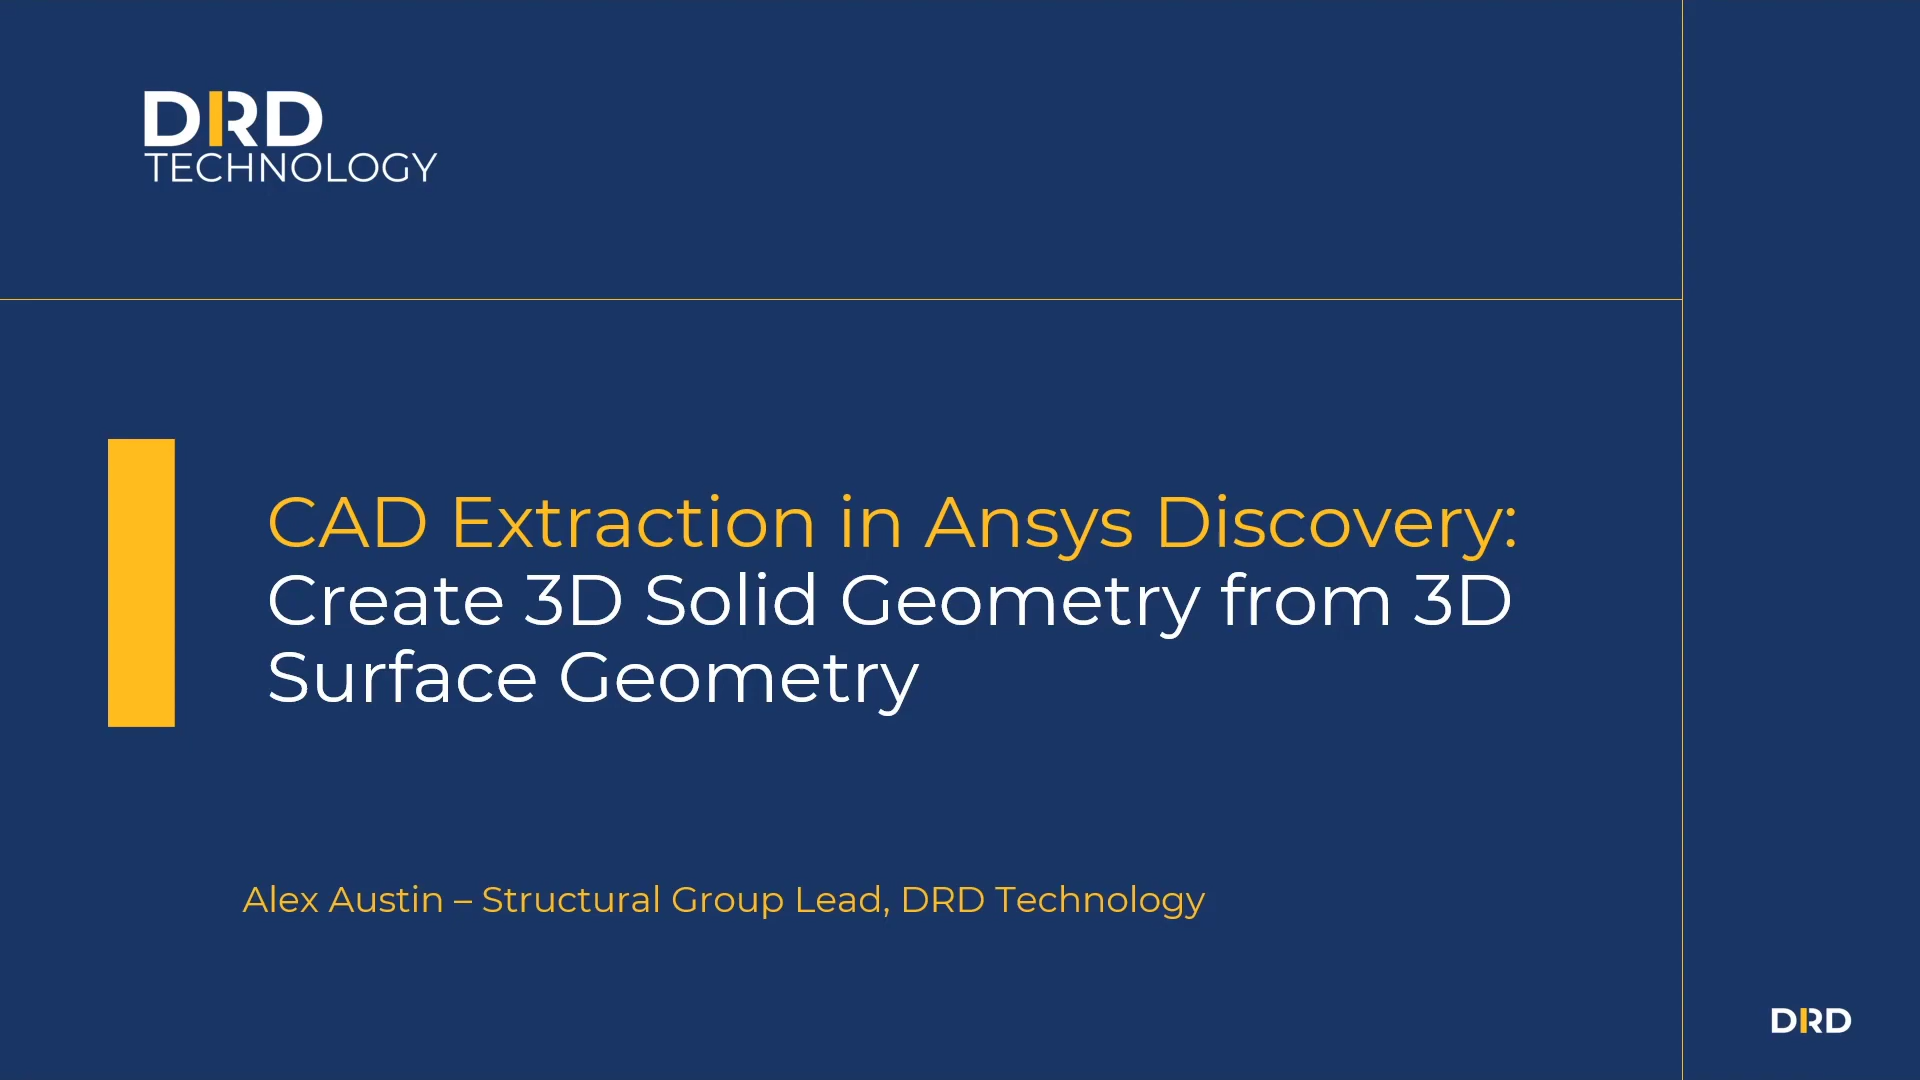 DRD
TECHNOLOGY
CAD Extraction in Ansys Discovery:
Create 3D Solid Geometry from 3D
Surface Geometry
Alex Austin – Structural Group Lead, DRD Technology
DRD